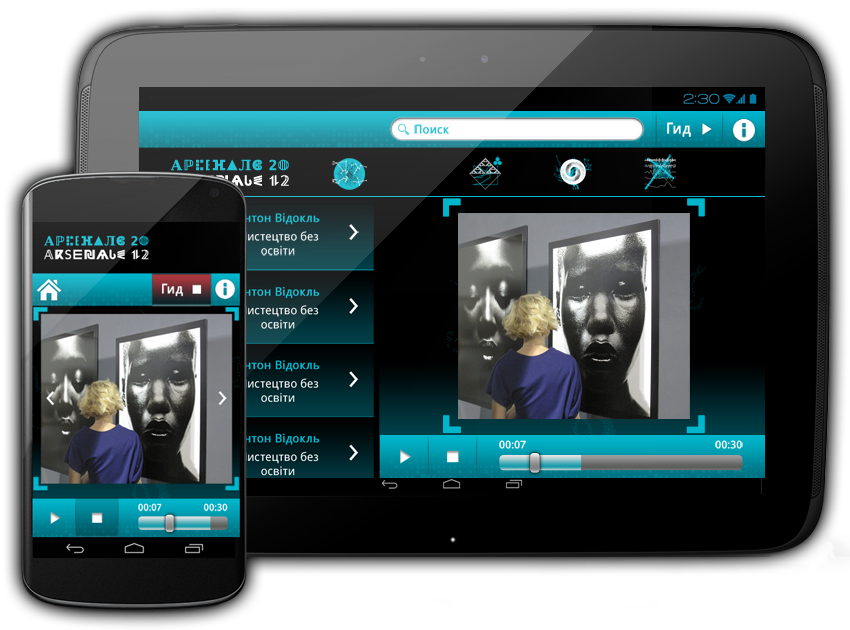 2:30
Поиск
Гид
АРСЕНАЛЕ 20
ARSENALE 12
нтон Відокль
истецтво без
освіти
нтон Відокль
истецтво без
освіти
нтон Відокль
истецтво без
освіти
нтон Відокль
истецтво без
освіти
00:07 00:30
АРСЕНАЛЕ 20
ARSENALE 12
Гид
00:07 00:30